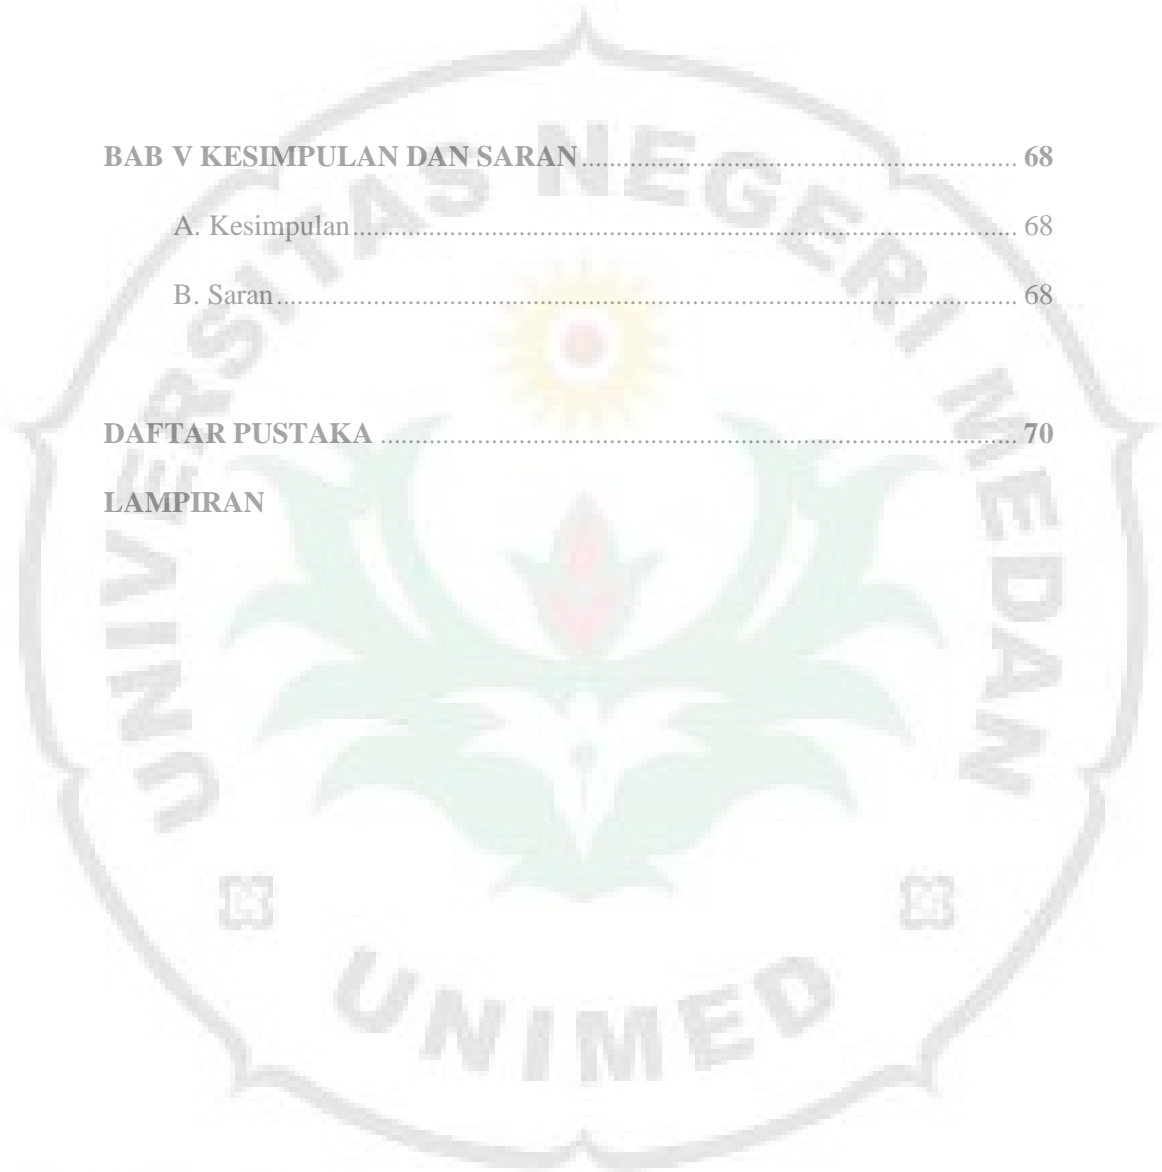 BAB V KESIMPULAN DAN SARAN.............................................................. 68
A. Kesimpulan................................................................................................ 68
B. Saran........................................................................................................... 68
DAFTAR PUSTAKA ........................................................................................... 70
LAMPIRAN
UNIVERSITAS NEGERI MEDAN
UNIMED